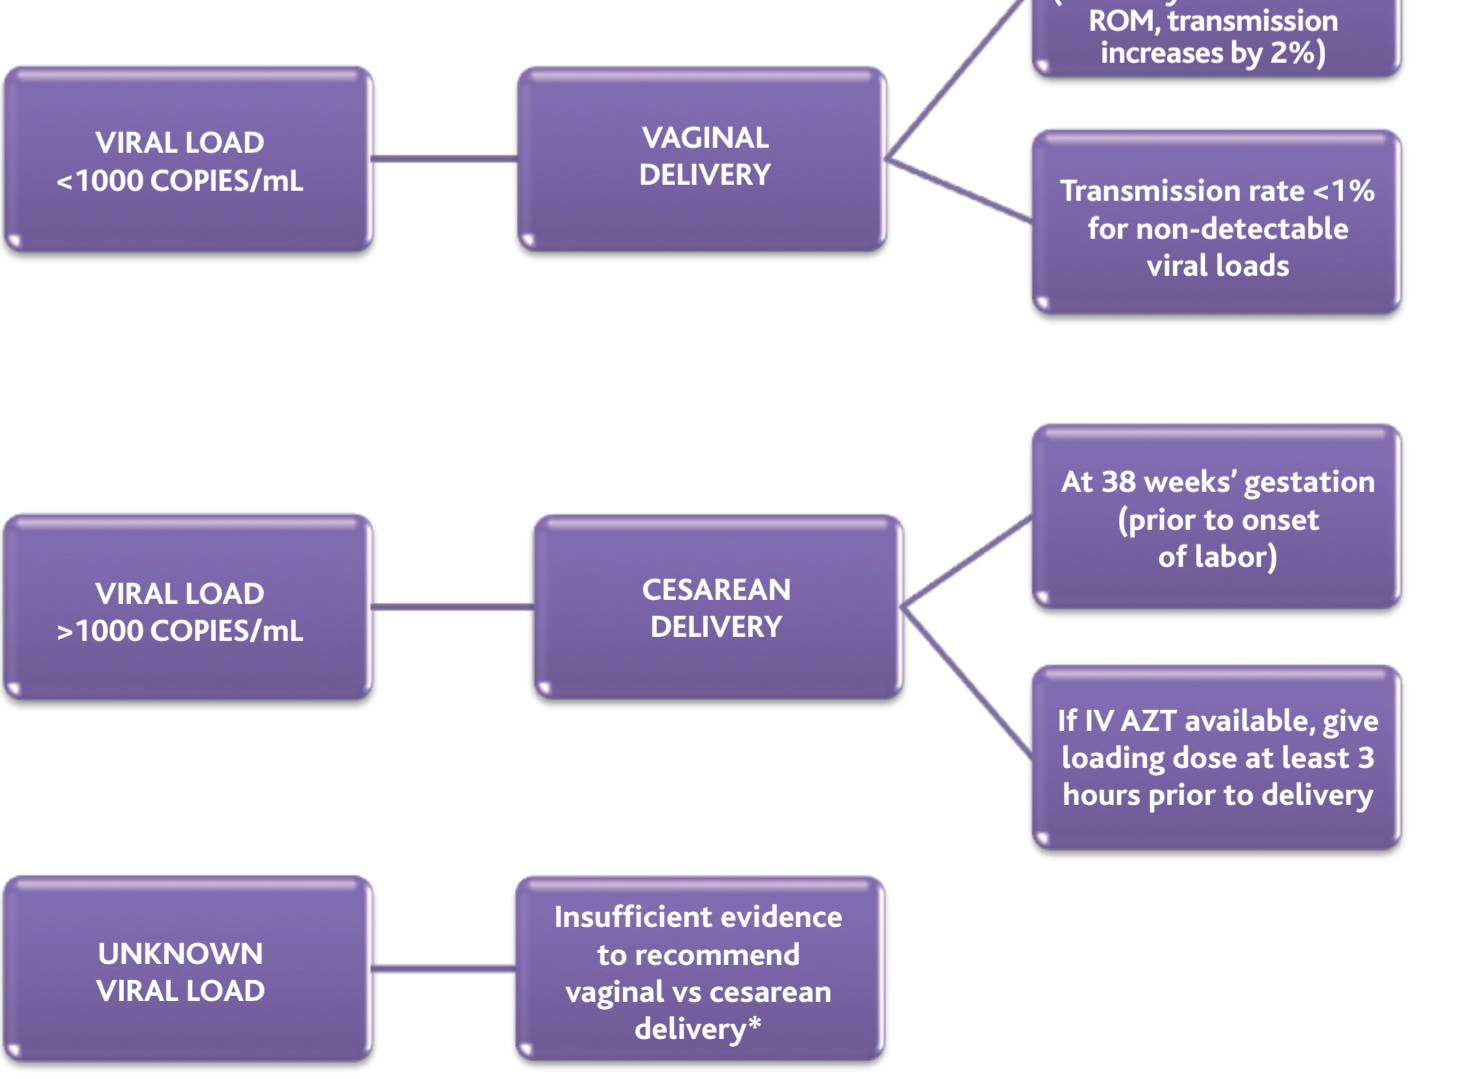 ROM, transmission
increases by 2%)
VIRAL LOAD
<1000 COPIES/mL
VAGINAL
DELIVERY
Transmission rate <1%
for non-detectable
viral loads
At 38 weeks’ gestation
(prior to onset
of labor)
VIRAL LOAD
>1000 COPIES/mL
CESAREAN
DELIVERY
If IV AZT available, give
loading dose at least 3
hours prior to delivery
UNKNOWN
VIRAL LOAD
Insufficient evidence
to recommend
vaginal vs cesarean
delivery*